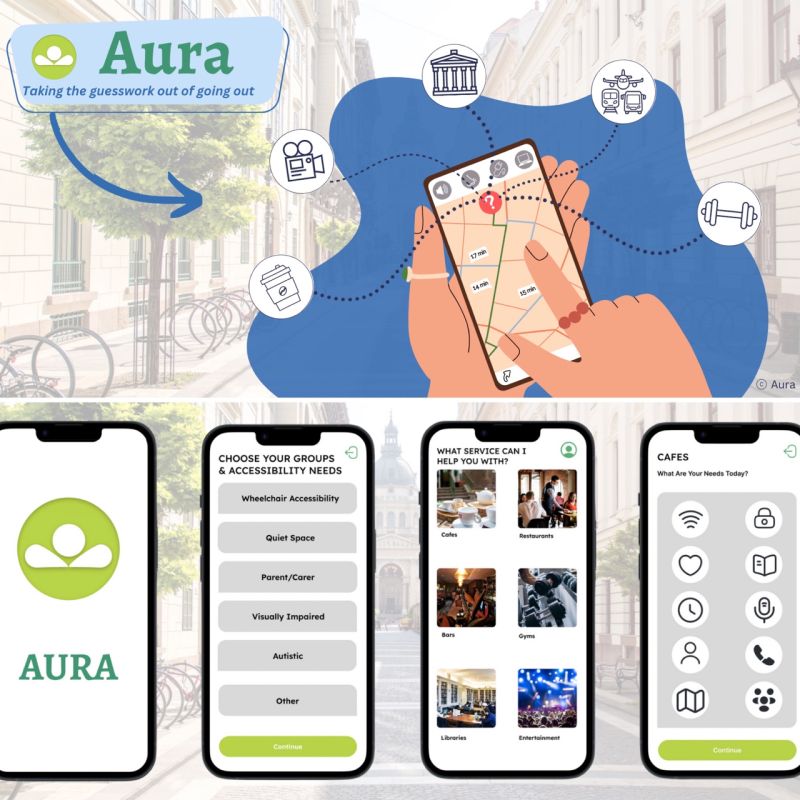 Aura
Taking the guesswork out of going out
?
17 min
14 min
15 min
© Aura
AURA
CHOOSE YOUR GROUPS
& ACCESSIBILITY NEEDS
Wheelchair Accessibility
Quiet Space
Parent/Carer
Visually Impaired
Autistic
Other
Continue
WHAT SERVICE CAN I
HELP YOU WITH?
Cafes
Restaurants
Bars
Gyms
Libraries
Entertainment
CAFES
What Are Your Needs Today?
Continue